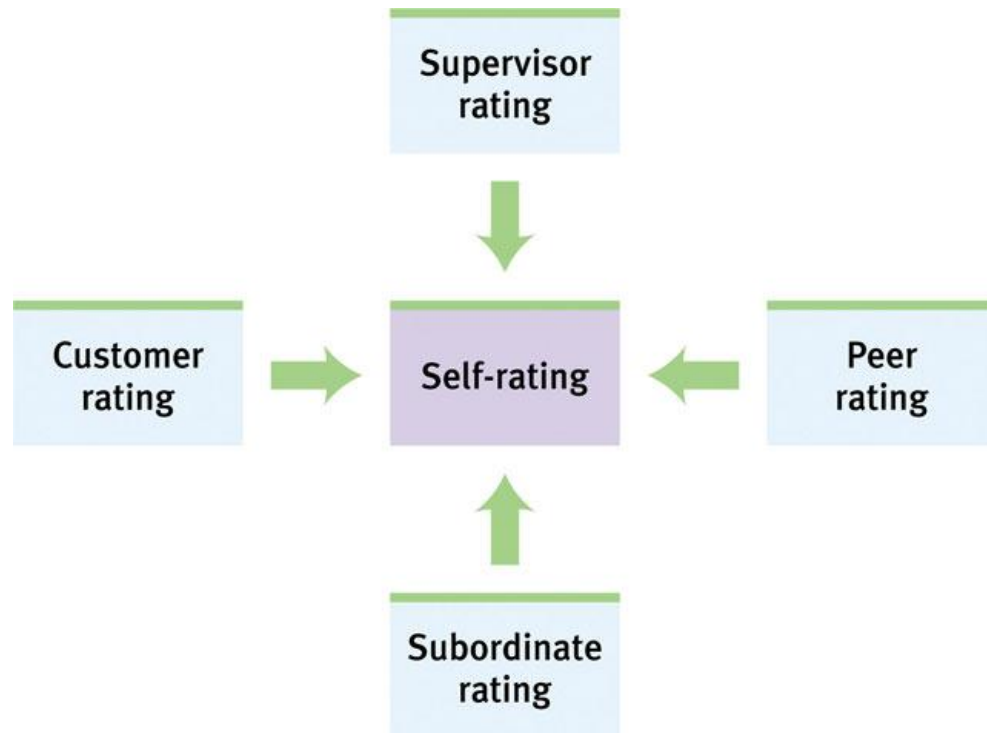 Supervisor
rating
Customer
rating
Self-rating
Peer
rating
Subordinate
rating